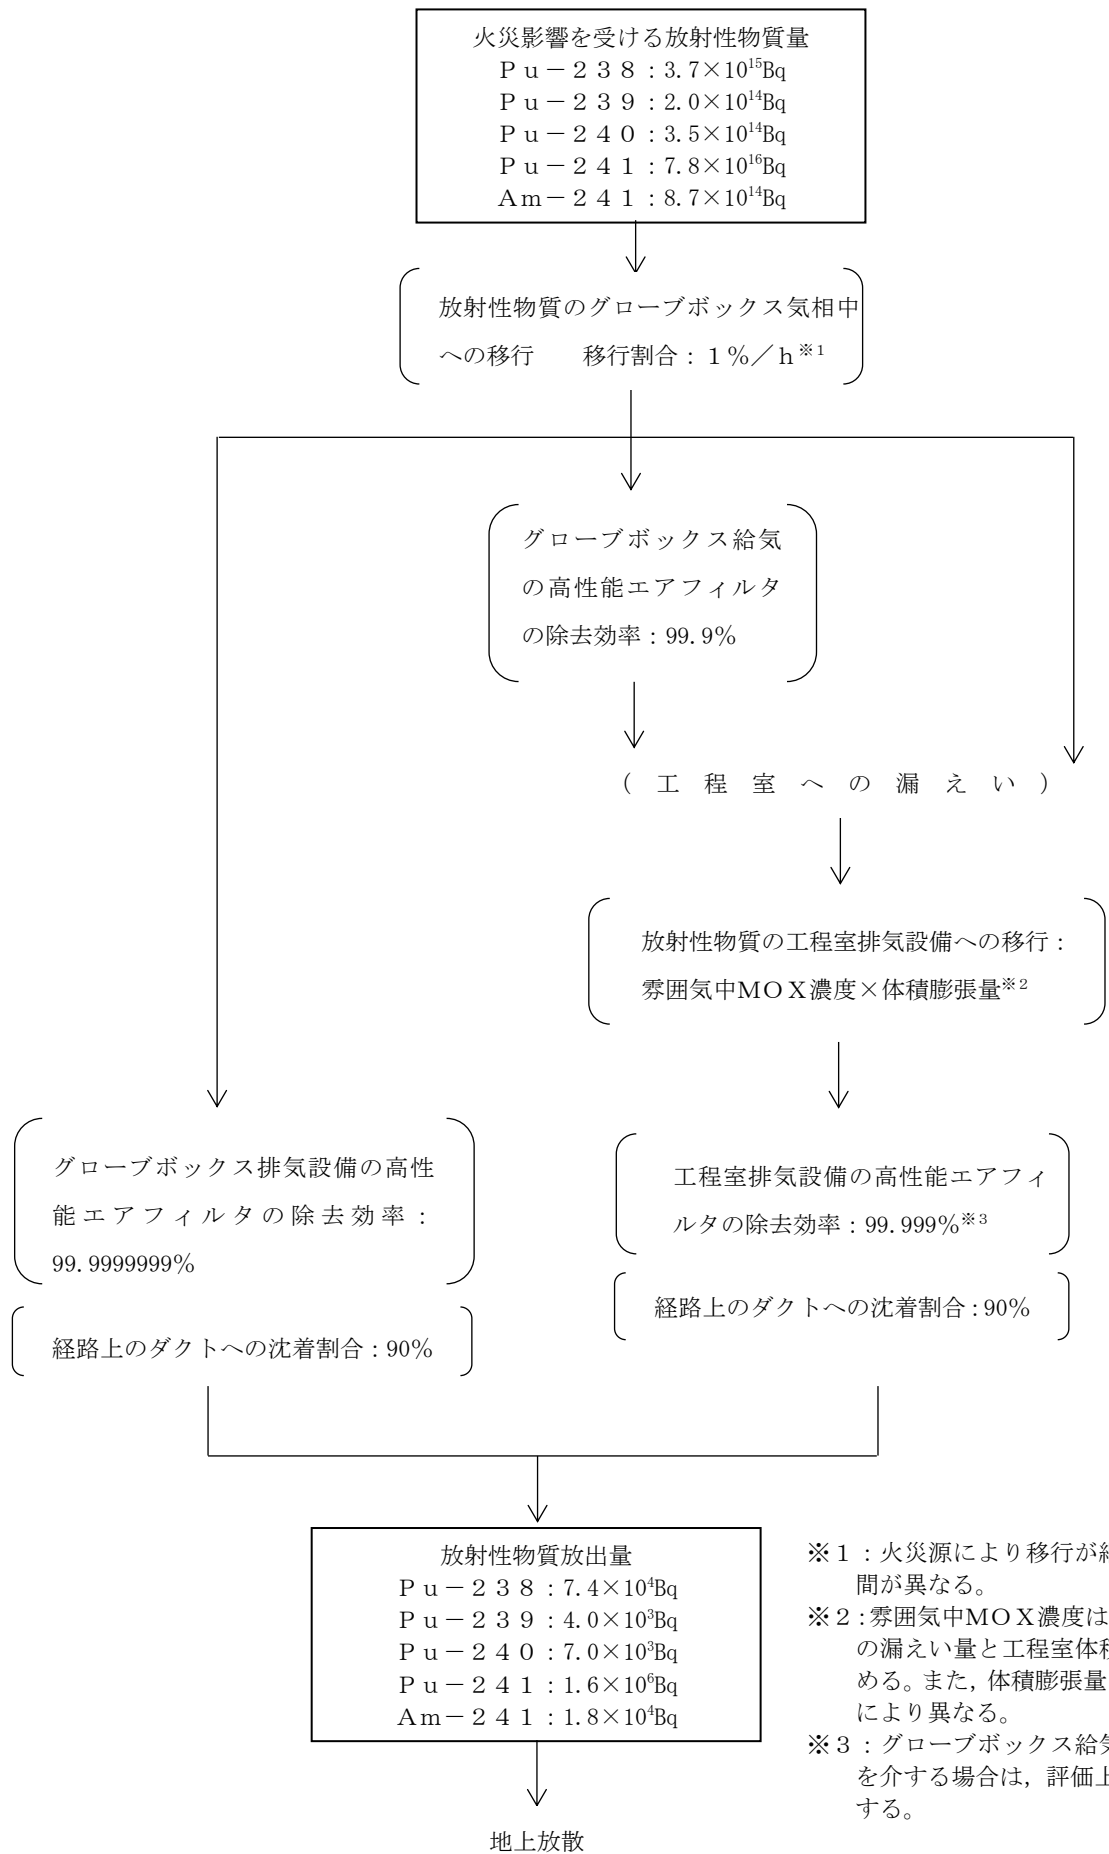 火災影響を受ける放射性物質量
Ｐｕ－２３８：3.7×10¹⁵Bq
Ｐｕ－２３９：2.0×10¹⁴Bq
Ｐｕ－２４０：3.5×10¹⁴Bq
Ｐｕ－２４１：7.8×10¹⁶Bq
Ａｍ－２４１：8.7×10¹⁴Bq
放射性物質のグローブボックス気相中
への移行　　移行割合：１％／ｈ※1
グローブボックス給気
の高性能エアフィルタ
の除去効率：99.9％
（工程室への漏えい）
放射性物質の工程室排気設備への移行：
雰囲気中ＭＯＸ濃度×体積膨張量※2
グローブボックス排気設備の高性
能エアフィルタの除去効率：
99.9999999％
工程室排気設備の高性能エアフィ
ルタの除去効率：99.999％※3
経路上のダクトへの沈着割合：90％
経路上のダクトへの沈着割合：90％
放射性物質放出量
Ｐｕ－２３８：7.4×10⁴Bq
Ｐｕ－２３９：4.0×10³Bq
Ｐｕ－２４０：7.0×10³Bq
Ｐｕ－２４１：1.6×10⁶Bq
Ａｍ－２４１：1.8×10⁴Bq
地上放散
※１：火災源により移行が
間が異なる。
※２：雰囲気中ＭＯＸ濃度は
の漏えい量と工程室体
める。また，体積膨張量
により異なる。
※３：グローブボックス給
を介する場合は，評価上
する。